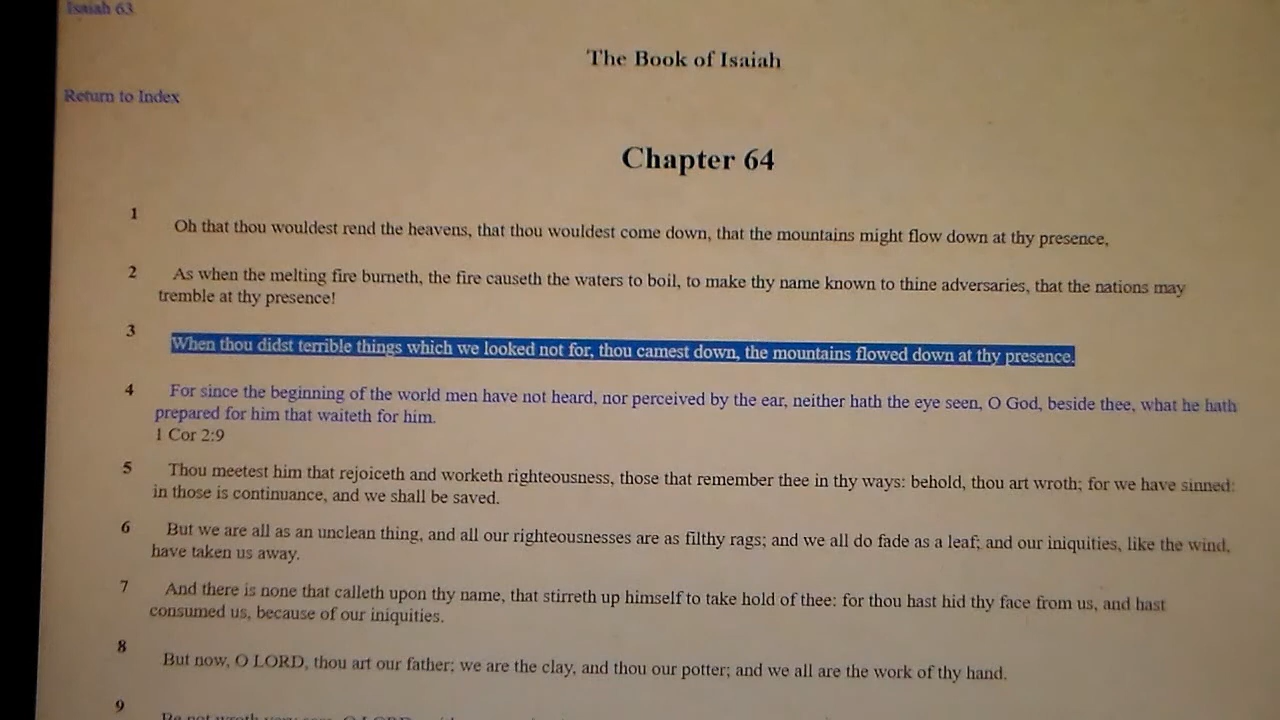 Isaiah 63
The Book of Isaiah
Return to Index
Chapter 64
1
Oh that thou wouldest rend the heavens, that thou wouldest come down, that the mountains might flow down at thy presence,
2
As when the melting fire burneth, the fire causeth the waters to boil, to make thy name known to thine adversaries, that the nations may
tremble at thy presence!
3
When thou didst terrible things which we looked not for, thou camest down, the mountains flowed down at thy presence.
4
For since the beginning of the world men have not heard, nor perceived by the ear, neither hath the eye seen, O God, beside thee, what he hath
prepared for him that waiteth for him.
1 Cor 2:9
5
Thou meetest him that rejoiceth and worketh righteousness, those that remember thee in thy ways: behold, thou art wroth; for we have sinned:
in those is continuance, and we shall be saved.
6
But we are all as an unclean thing, and all our righteousnesses are as filthy rags; and we all do fade as a leaf; and our iniquities, like the wind,
have taken us away.
7
And there is none that calleth upon thy name, that stirreth up himself to take hold of thee: for thou hast hid thy face from us, and hast
consumed us, because of our iniquities.
8
But now, O LORD, thou art our father; we are the clay, and thou our potter; and we all are the work of thy hand.
9